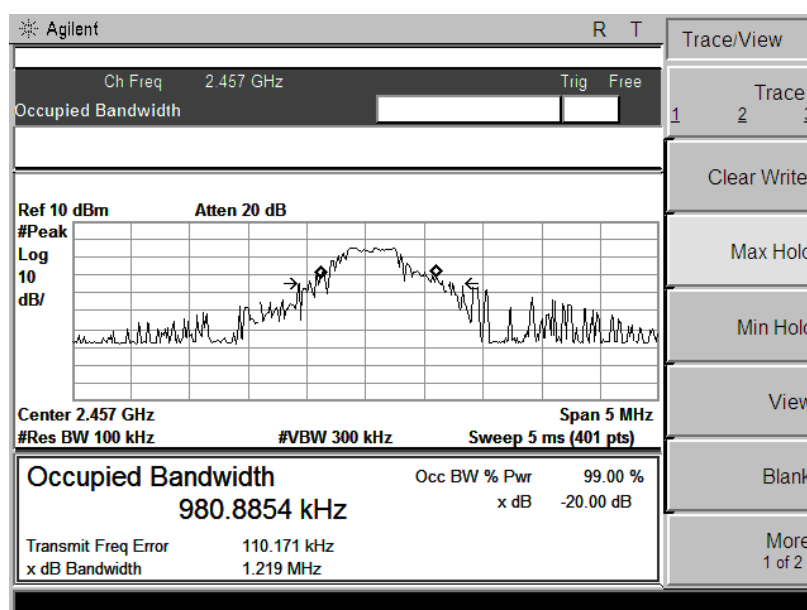 Agilent R T
Trace/View
Ch Freq 2.457 GHz Trig Free
Occupied Bandwidth
Trace
1 2
Clear Write
Ref 10 dBm Atten 20 dB
#Peak
Log
10
dB/
Max Hold
Min Hold
View
Center 2.457 GHz Span 5 MHz
#Res BW 100 kHz #VBW 300 kHz Sweep 5 ms (401 pts)
Blank
Occupied Bandwidth
980.8854 kHz
Occ BW % Pwr 99.00 %
x dB -20.00 dB
Transmit Freq Error 110.171 kHz
x dB Bandwidth 1.219 MHz
More
1 of 2